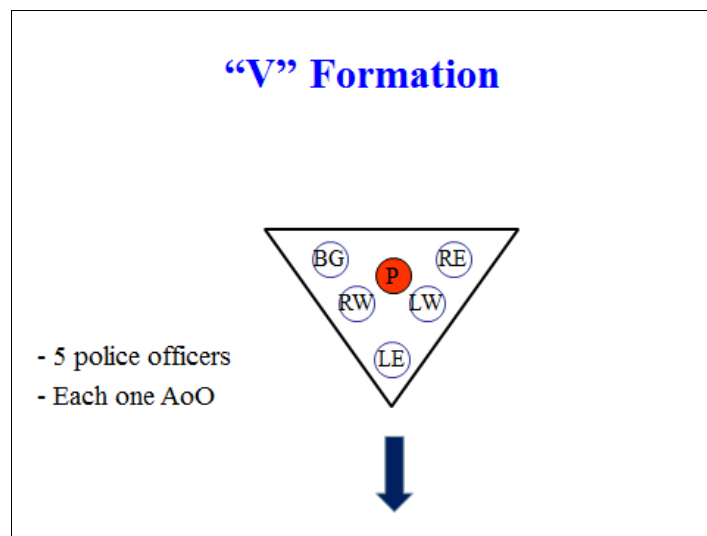 “V” Formation
BG
P
RE
RW
LW
LE
- 5 police officers
- Each one AoO